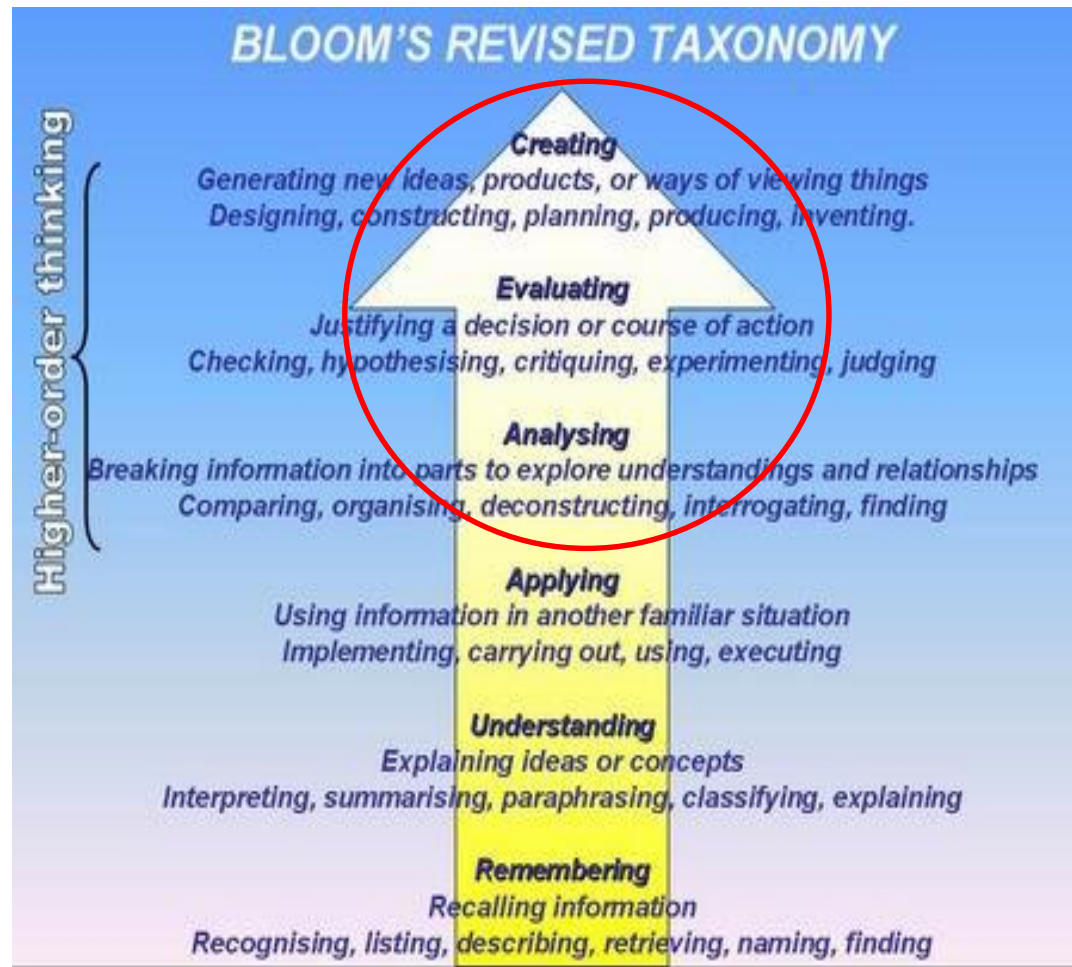 BLOOM'S REVISED TAXONOMY
Higher-order thinking
Creating
Generating new ideas, products, or ways of viewing things
Designing, constructing, planning, producing, inventing.
Evaluating
Justifying a decision or course of action
Checking, hypothesising, critiquing, experimenting, judging
Analysing
Breaking information into parts to explore understandings and relationships
Comparing, organising, deconstructing, interrogating, finding
Applying
Using information in another familiar situation
Implementing, carrying out, using, executing
Understanding
Explaining ideas or concepts
Interpreting, summarising, paraphrasing, classifying, explaining
Remembering
Recalling information
Recognising, listing, describing, retrieving, naming, finding